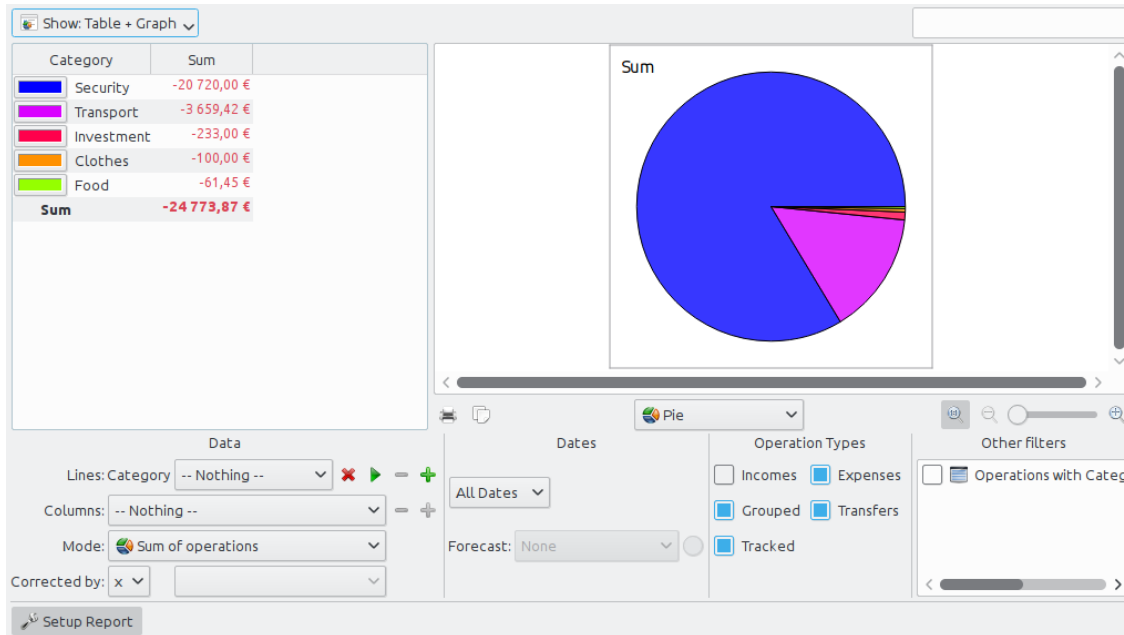 Show: Table + Graph
Category Sum
Security -20 720,00 €
Transport -3 659,42 €
Investment -233,00 €
Clothes -100,00 €
Food -61,45 €
Sum -24 773,87 €
Sum
Pie
Data
Lines: Category -- Nothing --
Columns: -- Nothing --
Mode: Sum of operations
Corrected by: x
Dates
All Dates
Forecast: None
Operation Types
Incomes Expenses
Grouped Transfers
Tracked
Other filters
Operations with Categ
Setup Report